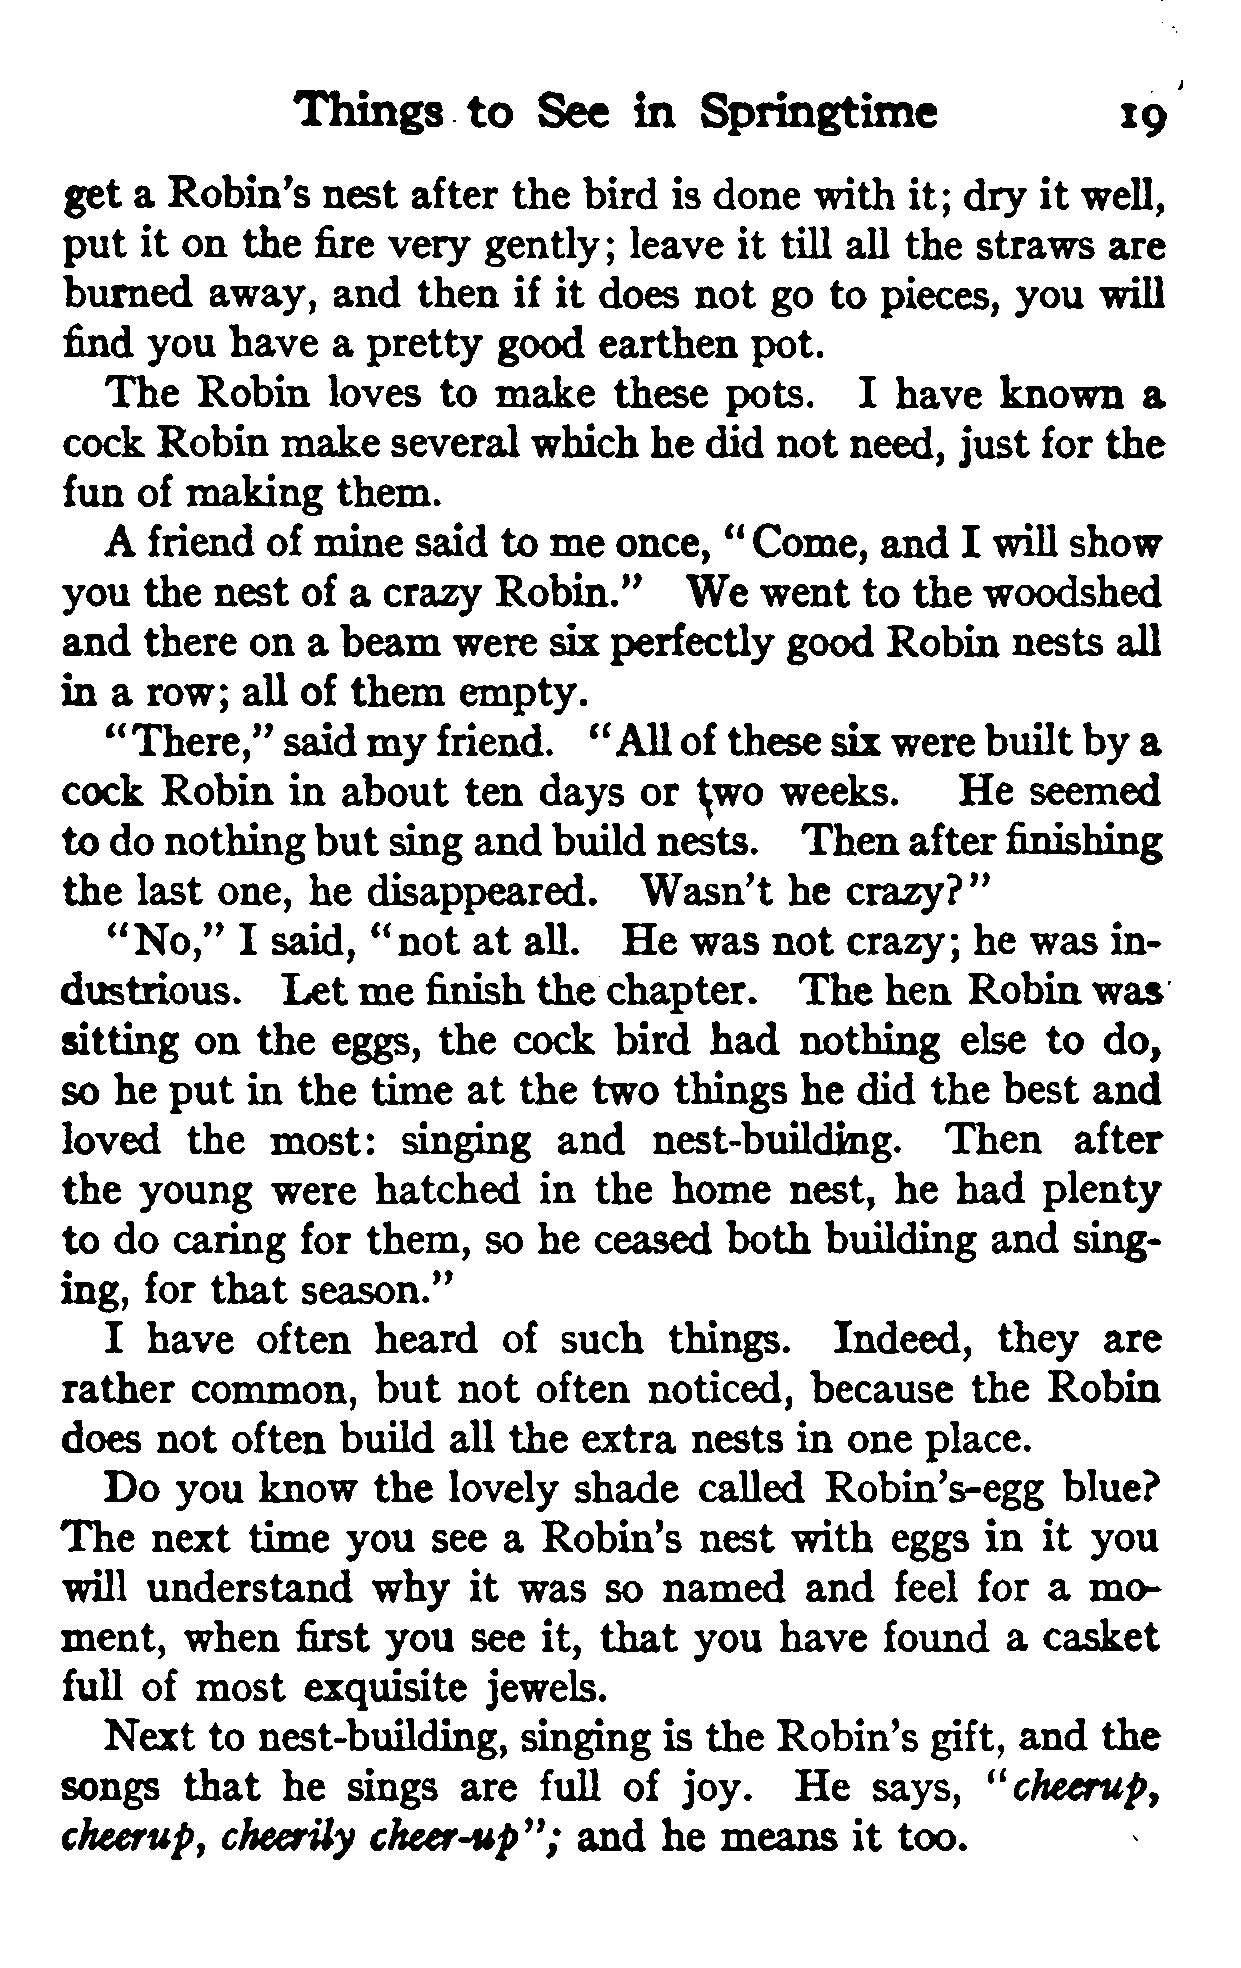 Things to See in Springtime 19
get a Robin's nest after the bird is done with it; dry it well,
put it on the fire very gently; leave it till all the straws are
burned away, and then if it does not go to pieces, you will
find you have a pretty good earthen pot.
The Robin loves to make these pots. I have known a
cock Robin make several which he did not need, just for the
fun of making them.
A friend of mine said to me once, "Come, and I will show
you the nest of a crazy Robin." We went to the woodshed
and there on a beam were six perfectly good Robin nests all
in a row; all of them empty.
"There," said my friend. "All of these six were built by a
cock Robin in about ten days or two weeks. He seemed
to do nothing but sing and build nests. Then after finishing
the last one, he disappeared. Wasn't he crazy?"
"No," I said, "not at all. He was not crazy; he was in-
dustrious. Let me finish the chapter. The hen Robin was
sitting on the eggs, the cock bird had nothing else to do,
so he put in the time at the two things he did the best and
loved the most: singing and nest-building. Then after
the young were hatched in the home nest, he had plenty
to do caring for them, so he ceased both building and sing-
ing, for that season."
I have often heard of such things. Indeed, they are
rather common, but not often noticed, because the Robin
does not often build all the extra nests in one place.
Do you know the lovely shade called Robin's-egg blue?
The next time you see a Robin's nest with eggs in it you
will understand why it was so named and feel for a mo-
ment, when first you see it, that you have found a casket
full of most exquisite jewels.
Next to nest-building, singing is the Robin's gift, and the
songs that he sings are full of joy. He says, "cheerup,
cheerup, cheerily cheer-up"; and he means it too.